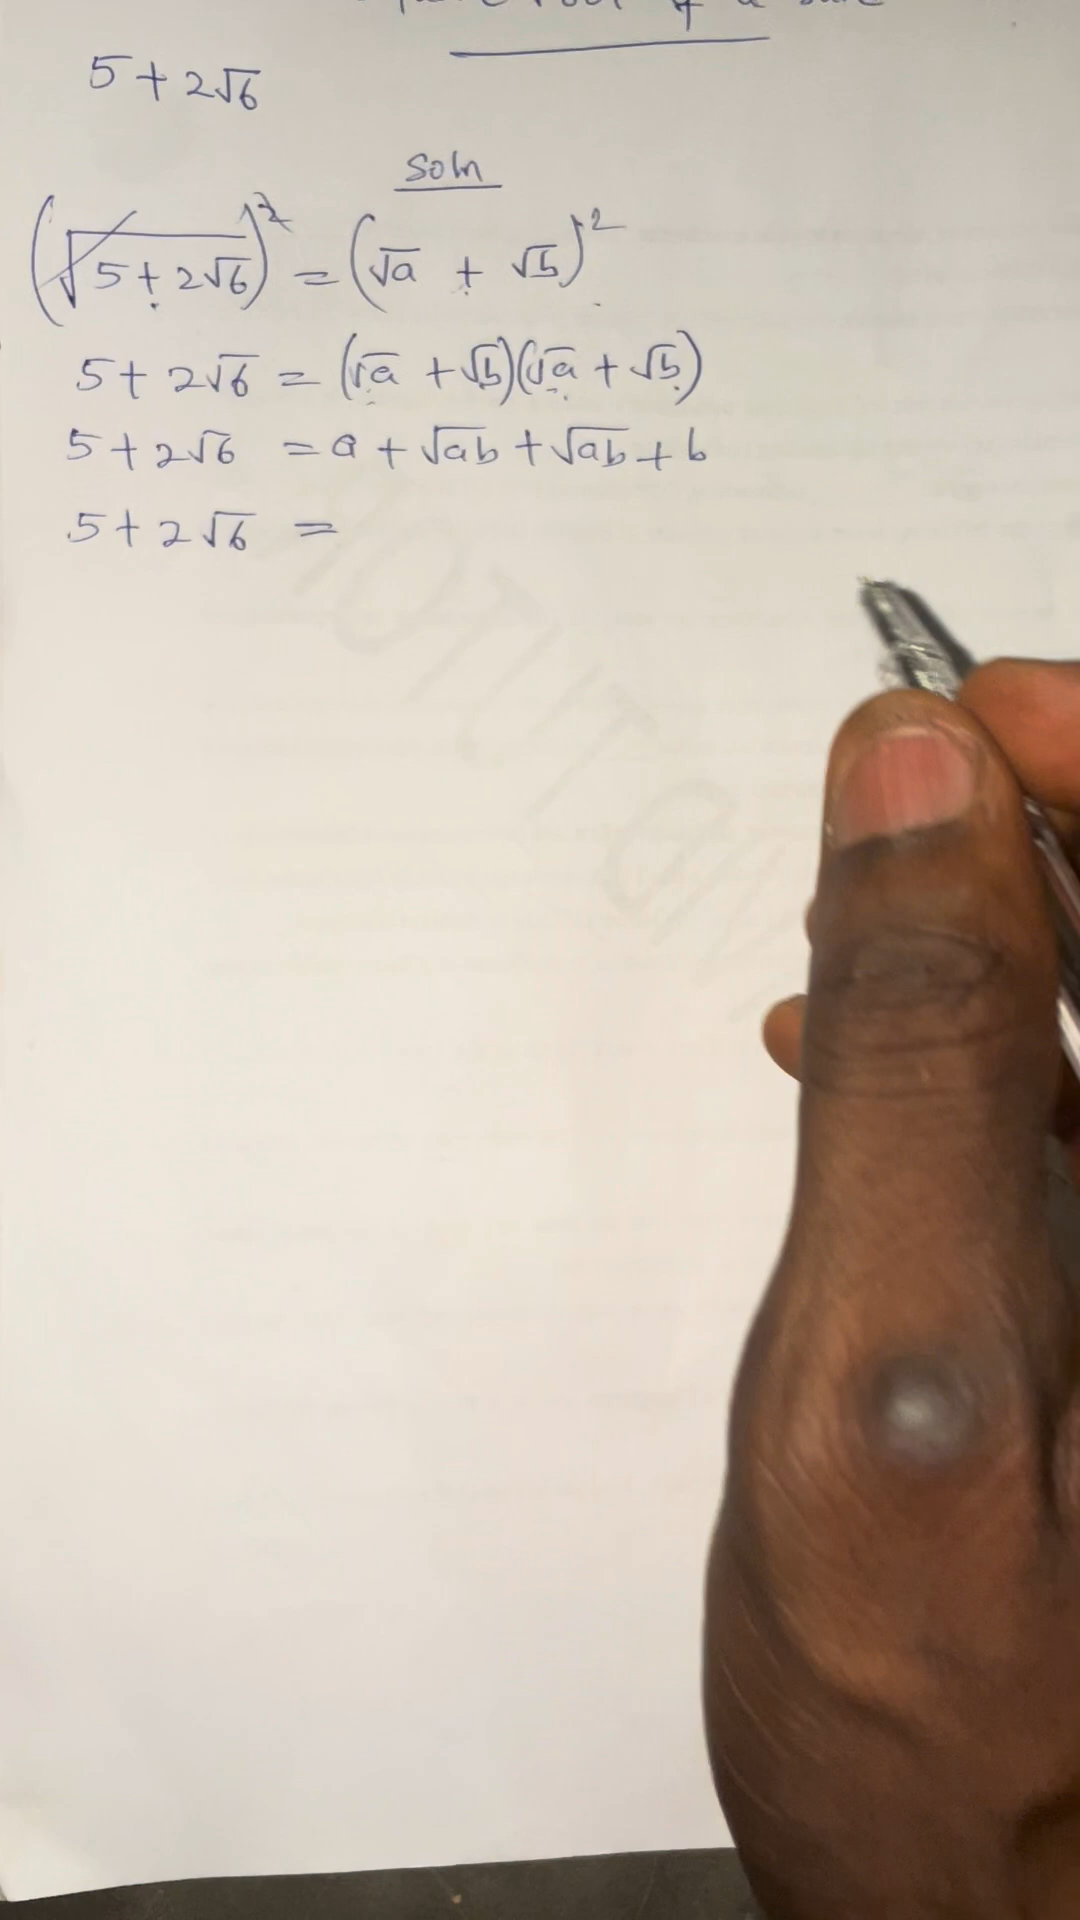 5 + 2√6
Soln
(√(5 + 2√6))² = (√a + √b)²
5 + 2√6 = (√a + √b)(√a + √b)
5 + 2√6 = a + √ab + √ab + b
5 + 2√6 =